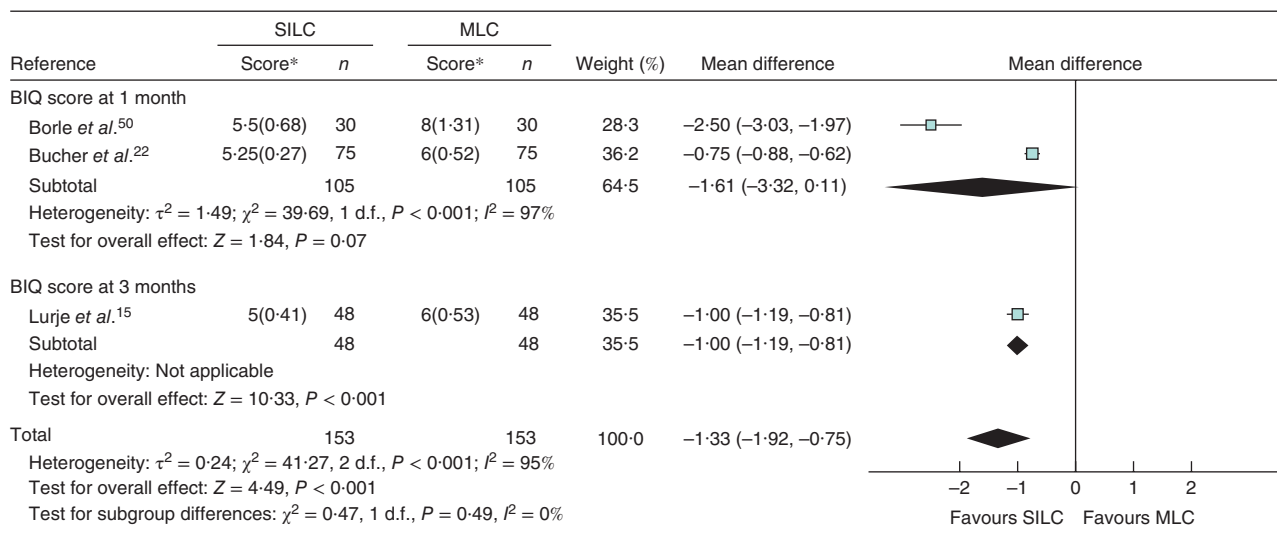 SILC MLC
Reference Score* n Score* n Weight (%) Mean difference Mean difference
BIQ score at 1 month
Borle et al.50 5·5(0·68) 30 8(1·31) 30 28·3 –2·50 (–3·03, –1·97)
Bucher et al.22 5·25(0·27) 75 6(0·52) 75 36·2 –0·75 (–0·88, –0·62)
Subtotal 105 105 64·5 –1·61 (–3·32, 0·11)
Heterogeneity: τ2 = 1·49; χ2 = 39·69, 1 d.f., P < 0·001; I2 = 97%
Test for overall effect: Z = 1·84, P = 0·07
BIQ score at 3 months
Lurje et al.15 5(0·41) 48 6(0·53) 48 35·5 –1·00 (–1·19, –0·81)
Subtotal 48 48 35·5 –1·00 (–1·19, –0·81)
Heterogeneity: Not applicable
Test for overall effect: Z = 10·33, P < 0·001
Total 153 153 100·0 –1·33 (–1·92, –0·75)
Heterogeneity: τ2 = 0·24; χ2 = 41·27, 2 d.f., P < 0·001; I2 = 95%
Test for overall effect: Z = 4·49, P < 0·001
Test for subgroup differences: χ2 = 0·47, 1 d.f., P = 0·49, I2 = 0%
–2 –1 0 1 2
Favours SILC Favours MLC